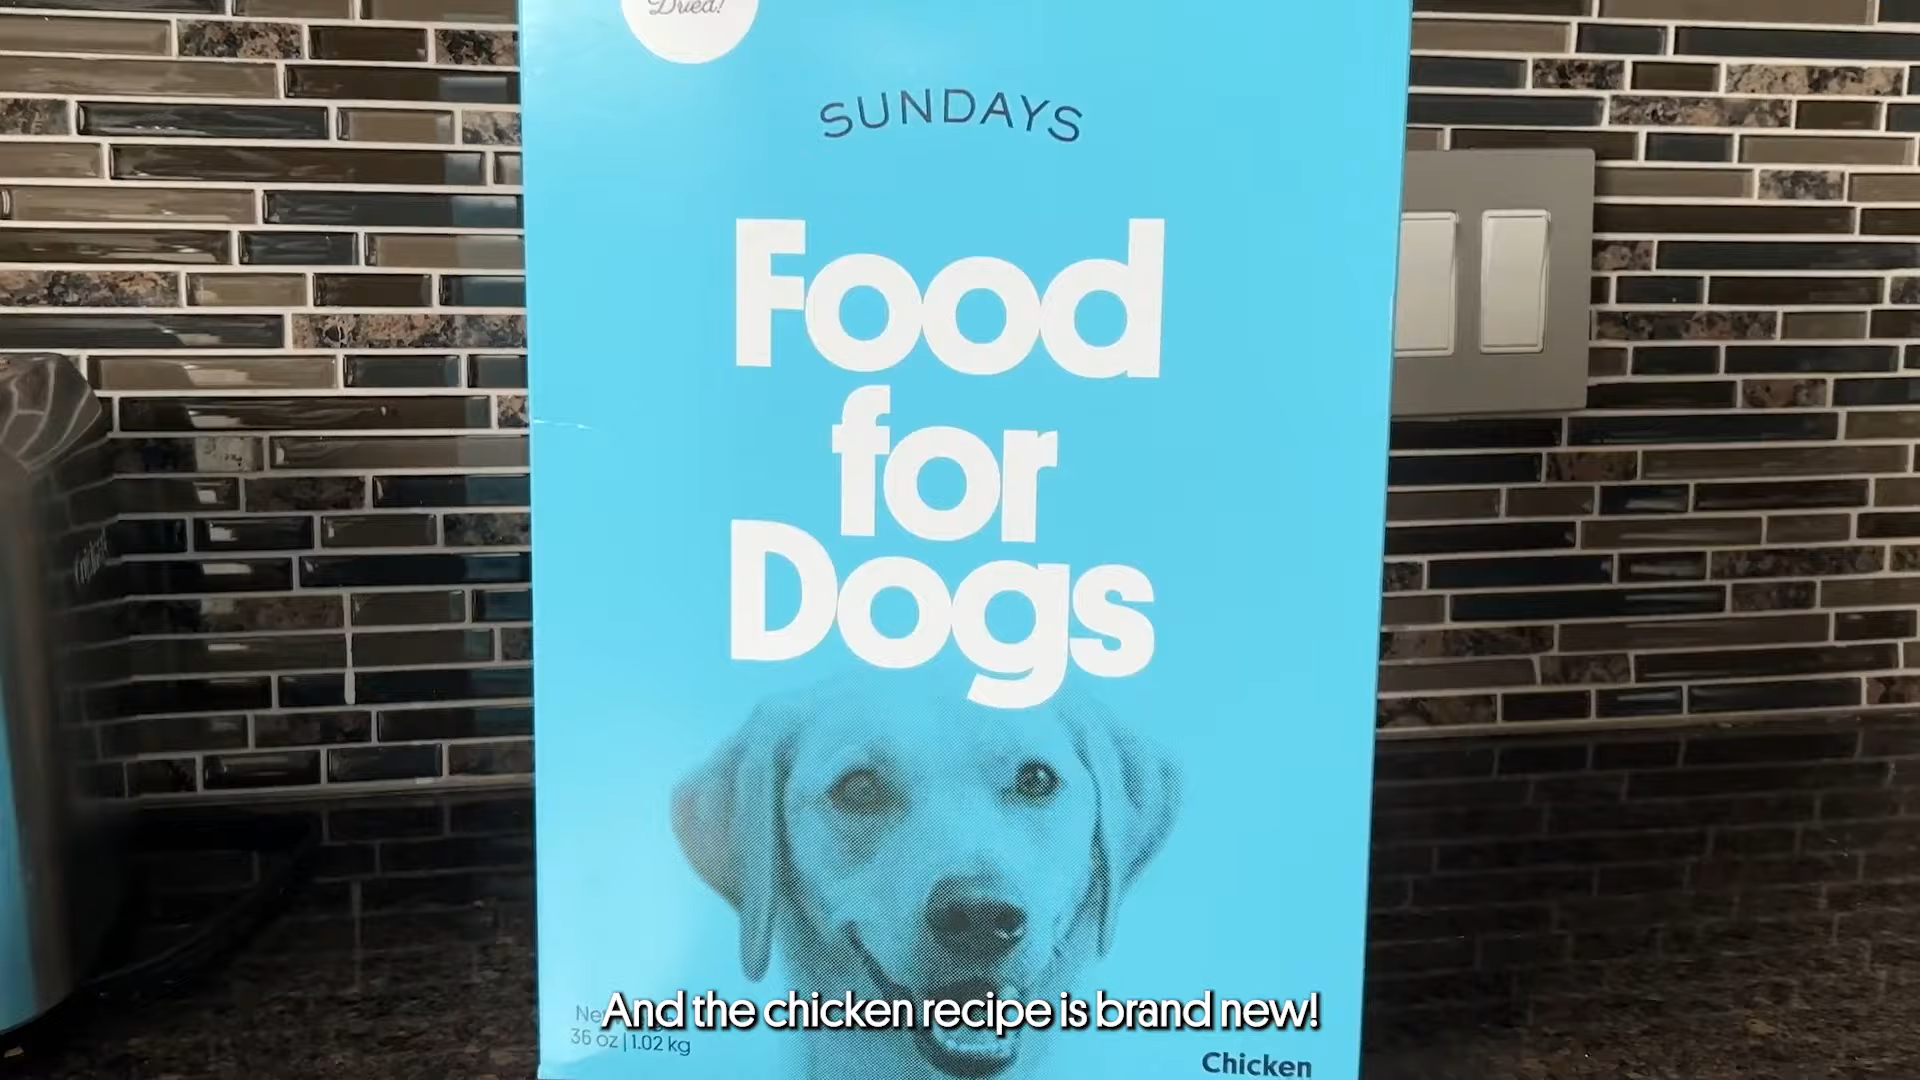 Dried!
SUNDAYS
Food
for
Dogs
And the chicken recipe is brand new!
36 oz | 1.02 kg
Chicken